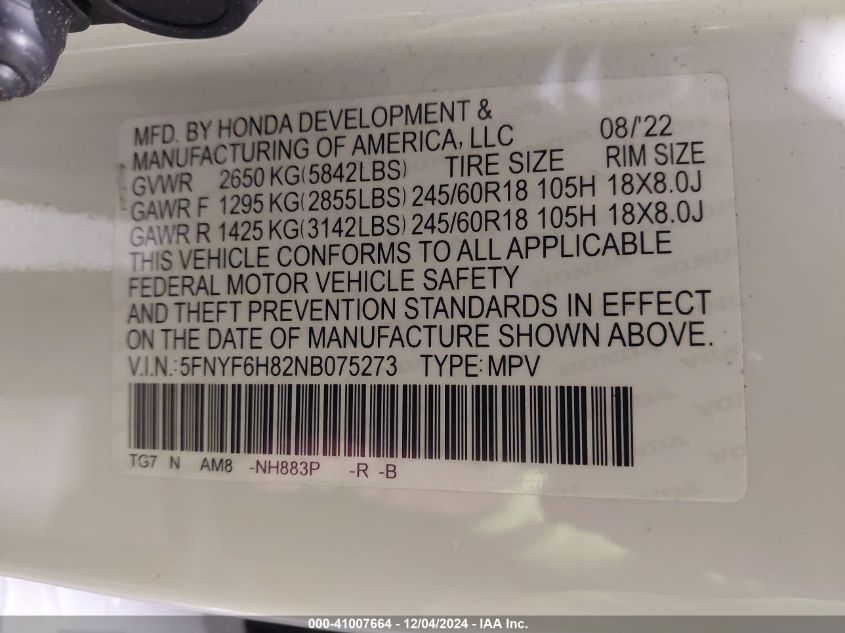 MFD. BY HONDA DEVELOPMENT &
MANUFACTURING OF AMERICA, LLC 08/'22
GVWR 2650 KG(5842LBS) TIRE SIZE RIM SIZE
GAWR F 1295 KG(2855LBS) 245/60R18 105H 18X8.0J
GAWR R 1425 KG(3142LBS) 245/60R18 105H 18X8.0J
THIS VEHICLE CONFORMS TO ALL APPLICABLE
FEDERAL MOTOR VEHICLE SAFETY
AND THEFT PREVENTION STANDARDS IN EFFECT
ON THE DATE OF MANUFACTURE SHOWN ABOVE.
V.I.N.:5FNYF6H82NB075273 TYPE:MPV
TG7 N AM8 -NH883P -R -B
000-41007664 - 12/04/2024 - IAA Inc.